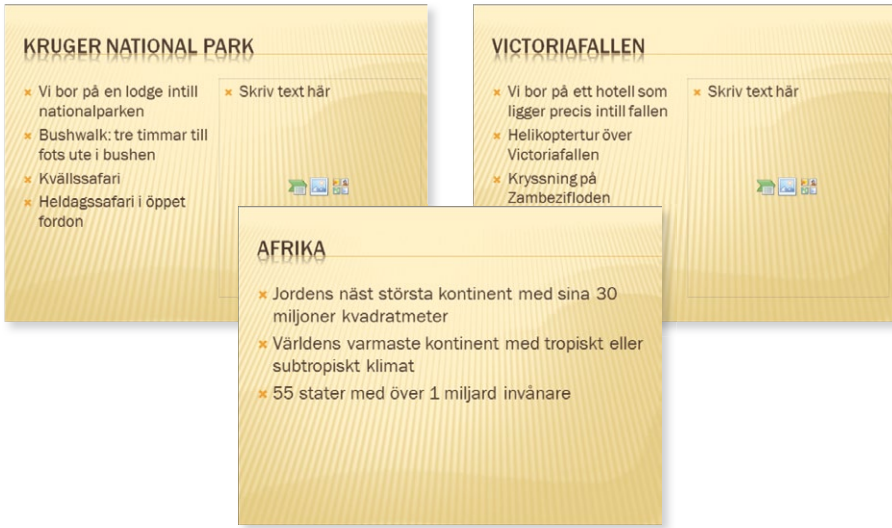 KRUGER NATIONAL PARK
Vi bor på en lodge intill
nationalparken
Bushwalk: tre timmar till
fots ute i bushen
Kvällssafari
Heldagssafari i öppet
fordon
Skriv text här
VICTORIAFALLEN
Vi bor på ett hotell som
ligger precis intill fallen
Helikoptertur över
Victoriafallen
Kryssning på
Zambezifloden
Skriv text här
AFRIKA
Jordens näst största kontinent med sina 30
miljoner kvadratmeter
Världens varmaste kontinent med tropiskt eller
subtropiskt klimat
55 stater med över 1 miljard invånare